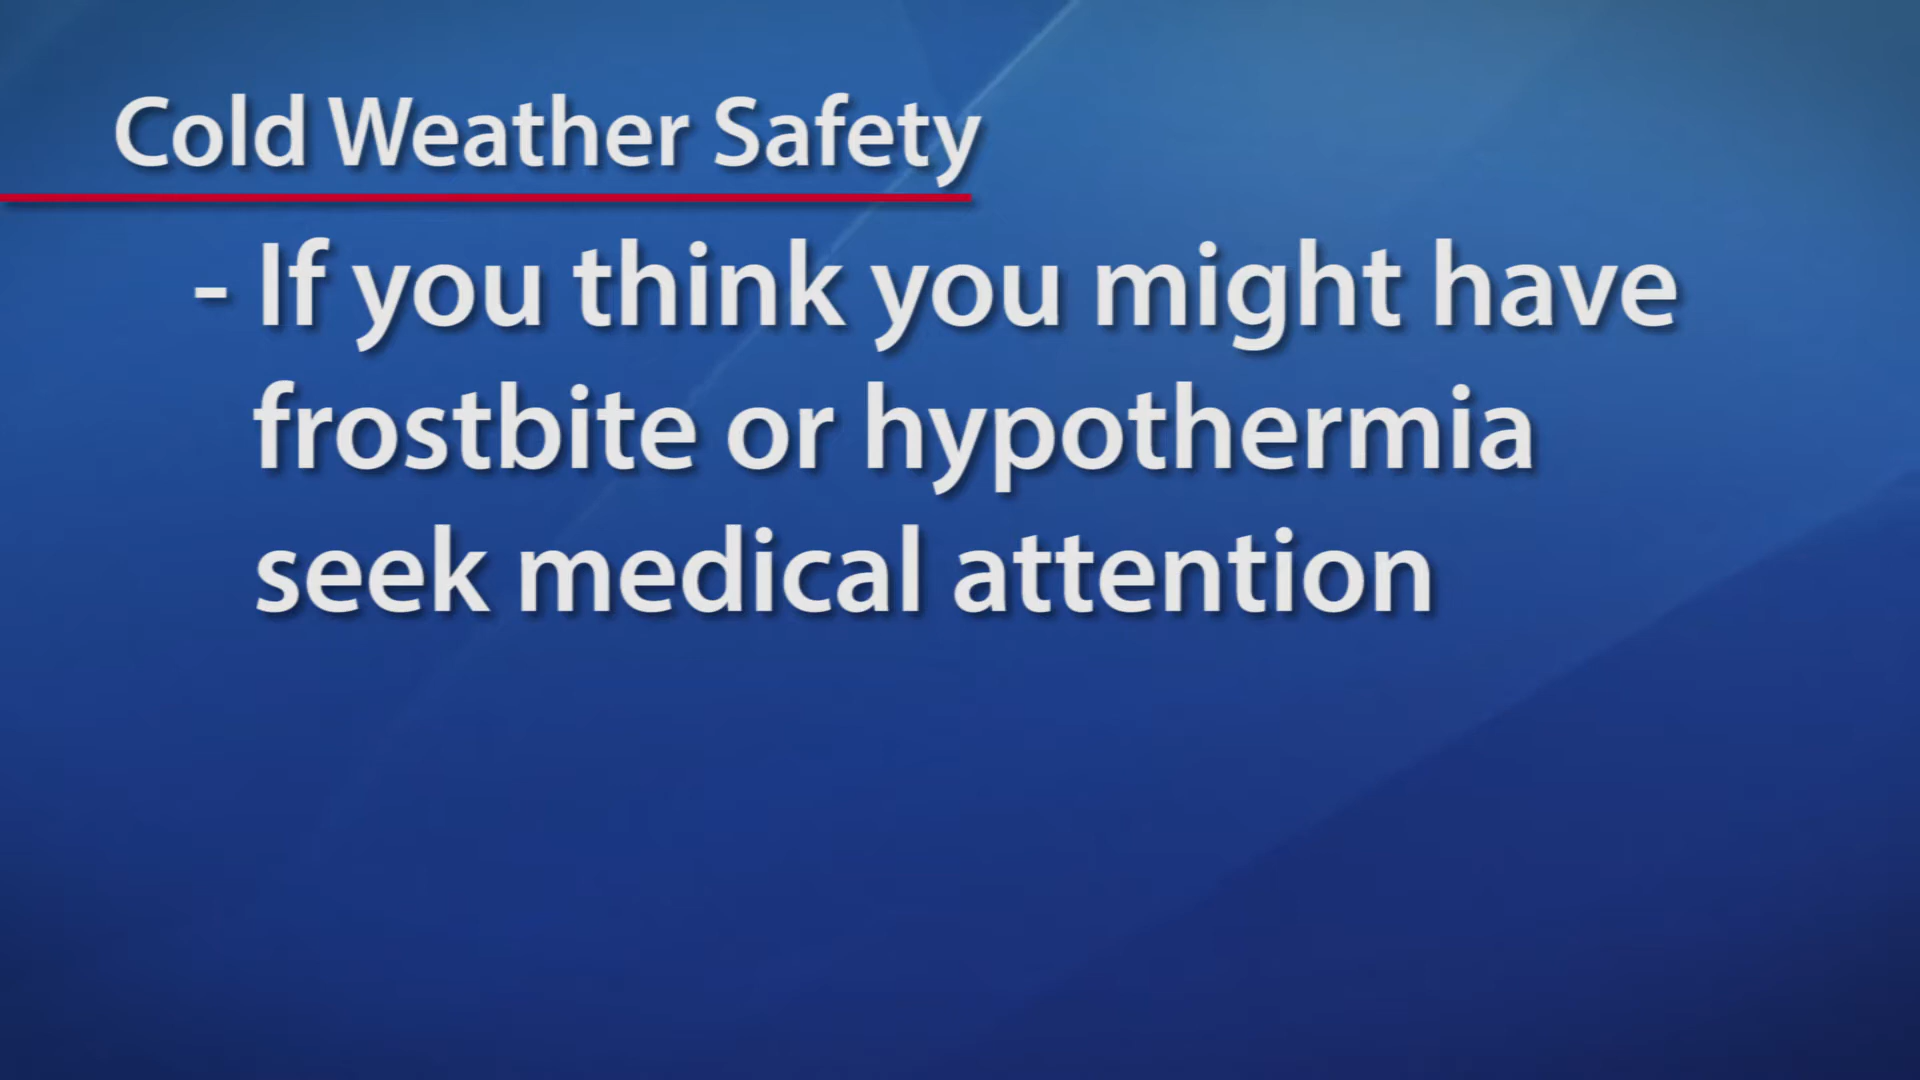 Cold Weather Safety
- If you think you might have
frostbite or hypothermia
seek medical attention